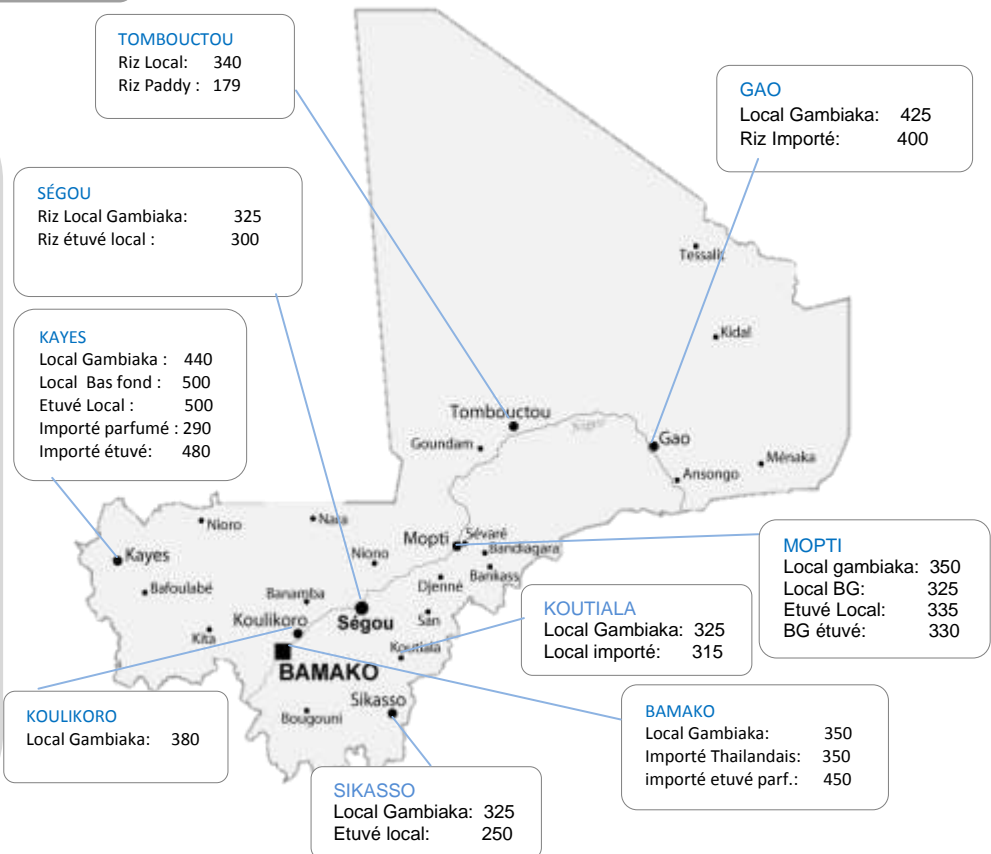 TOMBOUCTOU
Riz Local: 340
Riz Paddy : 179
GAO
Local Gambiaka: 425
Riz Importé: 400
SÉGOU
Riz Local Gambiaka: 325
Riz étuvé local : 300
KAYES
Local Gambiaka : 440
Local Bas fond : 500
Etuvé Local : 500
Importé parfumé : 290
Importé étuvé: 480
Tessalit
Kidal
Tombouctou
Niger
Goundam
Gao
Ménaka
Ansongo
Nioro
Nara
Mopti
Sévaré
Bandiagara
Kayes
Niono
Bankass
Djenné
Bafoulabé
Banamba
Ségou
San
Koulikoro
Kita
Koutiala
BAMAKO
Sikasso
Bougouni
MOPTI
Local gambiaka: 350
Local BG: 325
Etuvé Local: 335
BG étuvé: 330
KOUTIALA
Local Gambiaka: 325
Local importé: 315
KOULIKORO
Local Gambiaka: 380
BAMAKO
Local Gambiaka: 350
Importé Thailandais: 350
importé etuvé parf.: 450
SIKASSO
Local Gambiaka: 325
Etuvé local: 250